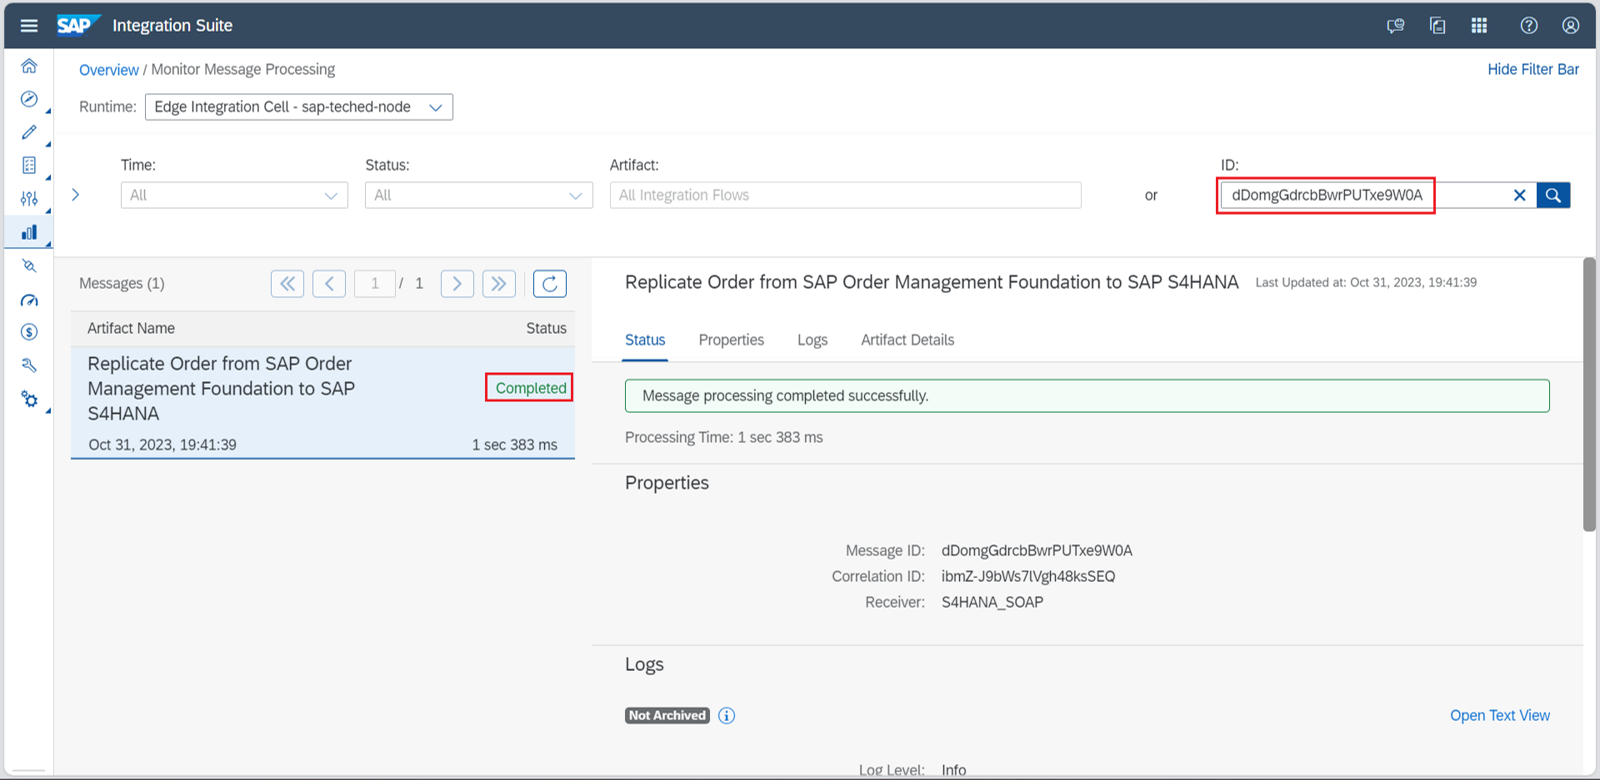 SAP Integration Suite
Overview / Monitor Message Processing
Hide Filter Bar
Runtime: Edge Integration Cell - sap-teched-node
Time:
Status:
Artifact:
ID:
All
All
All Integration Flows
or
dDomgGdrcbBwrPUTxe9W0A
Messages (1)
1 / 1
Artifact Name
Status
Replicate Order from SAP Order
Management Foundation to SAP
S4HANA
Completed
Oct 31, 2023, 19:41:39
1 sec 383 ms
Replicate Order from SAP Order Management Foundation to SAP S4HANA
Last Updated at: Oct 31, 2023, 19:41:39
Status
Properties
Logs
Artifact Details
Message processing completed successfully.
Processing Time: 1 sec 383 ms
Properties
Message ID: dDomgGdrcbBwrPUTxe9W0A
Correlation ID: ibmZ-J9bWs7lVgh48ksSEQ
Receiver: S4HANA_SOAP
Logs
Not Archived
Open Text View
Log Level: Info